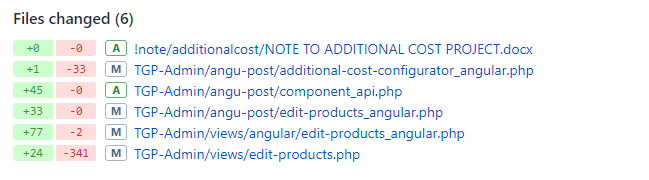 Files changed (6)
+0 -0 A !note/additionalcost/NOTE TO ADDITIONAL COST PROJECT.docx
+1 -33 M TGP-Admin/angu-post/additional-cost-configurator_angular.php
+45 -0 A TGP-Admin/angu-post/component_api.php
+33 -0 M TGP-Admin/angu-post/edit-products_angular.php
+77 -2 M TGP-Admin/views/angular/edit-products_angular.php
+24 -341 M TGP-Admin/views/edit-products.php